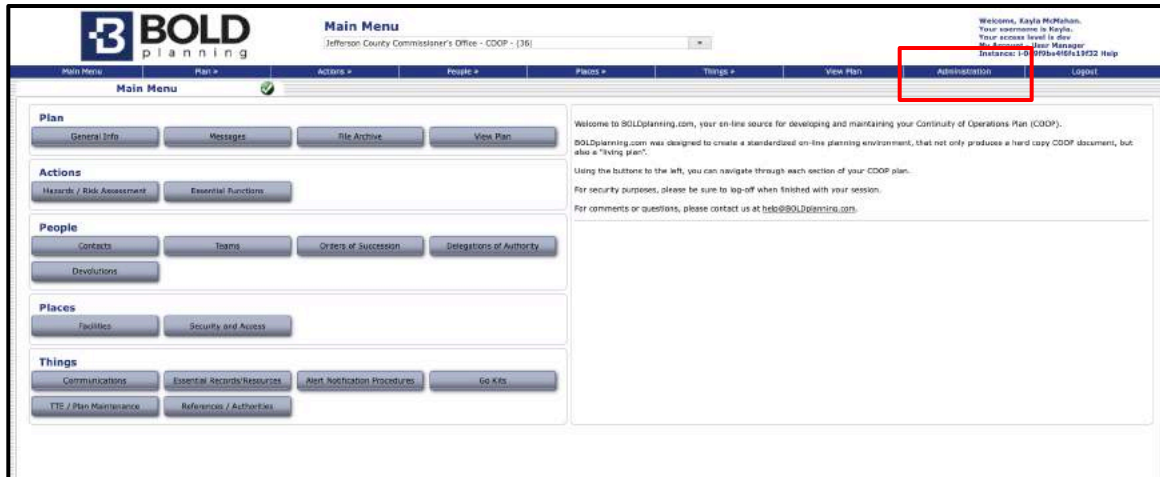 BOLD
planning
Main Menu
Jefferson County Commissioner's Office - COOP - (36)
Welcome, Kayla McMahan.
Your username is Kayla.
Your access level is dev
My Account - User Manager
Help
Main Menu
Plan >
Actions >
People >
Places >
Things >
View Plan
Administration
Logout
Main Menu
Plan
General Info
Messages
File Archive
View Plan
Welcome to BOLDplanning.com, your on-line source for developing and maintaining your Continuity of Operations Plan (COOP).
BOLDplanning.com was designed to create a standardized on-line planning environment, that not only produces a hard copy COOP document, but
also a "living plan".
Using the buttons to the left, you can navigate through each section of your COOP plan.
For security purposes, please be sure to log-off when finished with your session.
For comments or questions, please contact us at help@BOLDplanning.com.
Actions
Hazards / Risk Assessment
Essential Functions
People
Contacts
Teams
Orders of Succession
Delegations of Authority
Devolutions
Places
Facilities
Security and Access
Things
Communications
Essential Records/Resources
Alert Notification Procedures
Go Kits
TTE / Plan Maintenance
References / Authorities